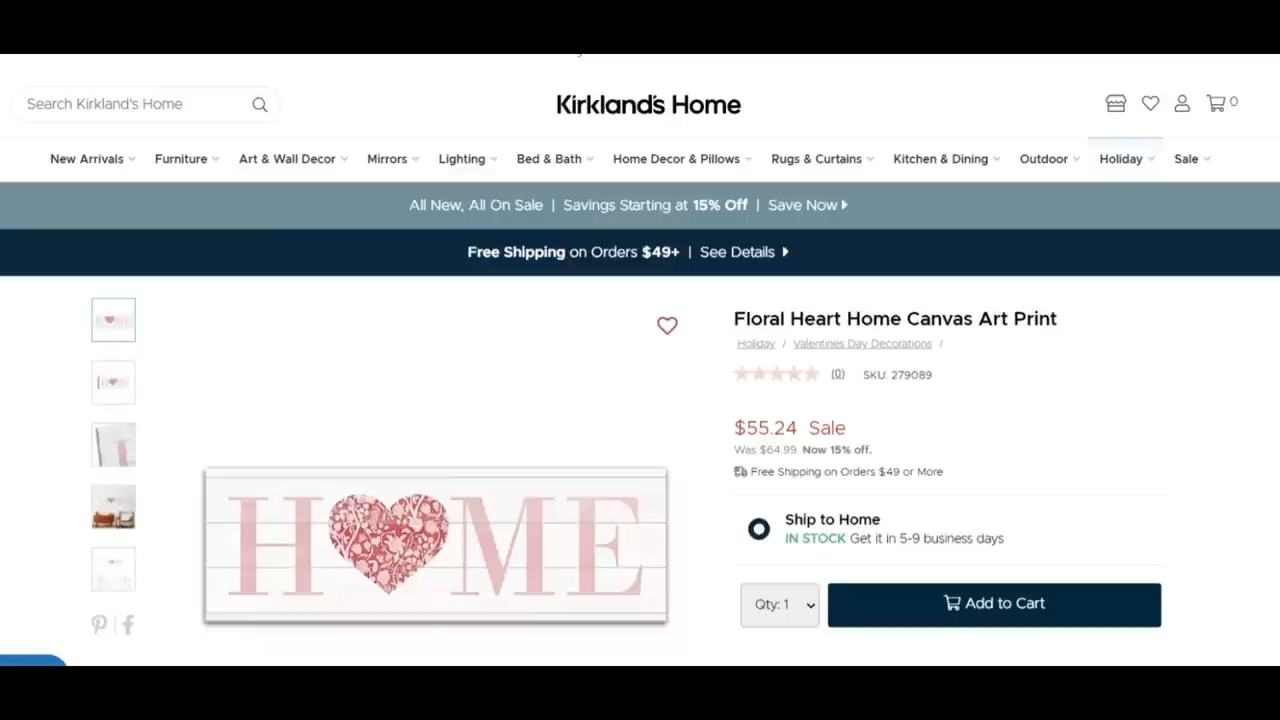 Search Kirkland's Home
Kirkland's Home
0
New Arrivals Furniture Art & Wall Decor Mirrors Lighting Bed & Bath Home Decor & Pillows Rugs & Curtains Kitchen & Dining Outdoor Holiday Sale
All New, All On Sale | Savings Starting at 15% Off | Save Now
Free Shipping on Orders $49+ | See Details
Floral Heart Home Canvas Art Print
Holiday / Valentines Day Decorations /
(0) SKU: 279089
$55.24 Sale
Was $64.99 Now 15% off.
Free Shipping on Orders $49 or More
Ship to Home
IN STOCK Get it in 5-9 business days
Qty: 1 Add to Cart
H ME